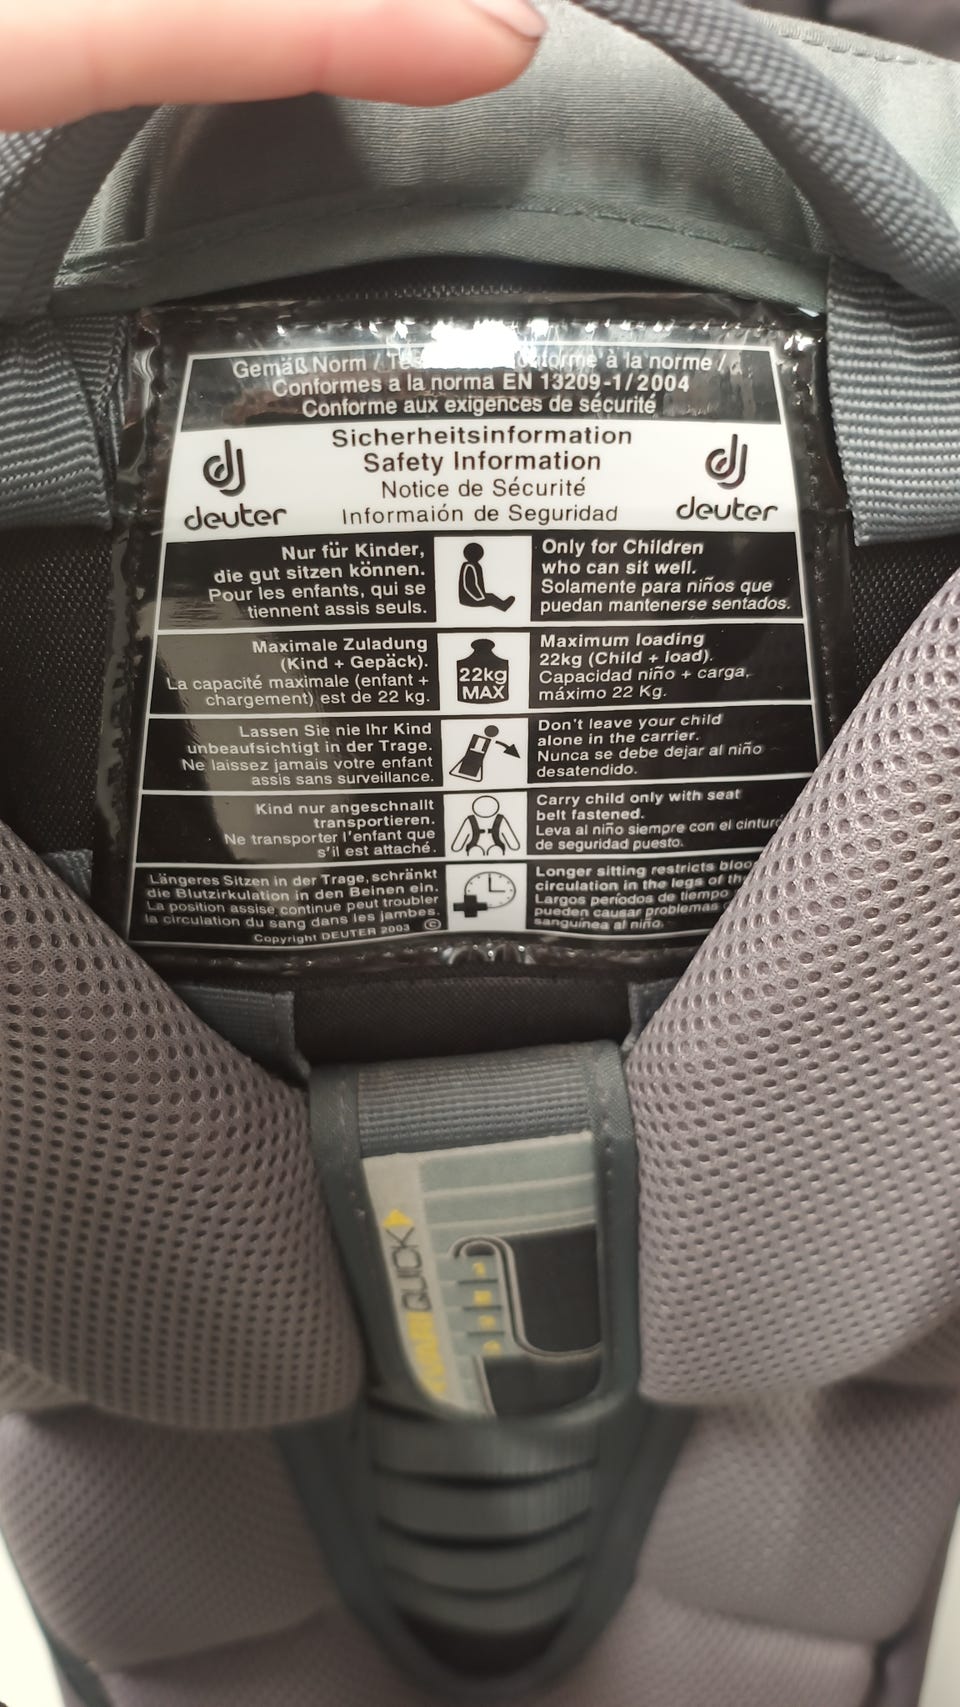 Gemäß Norm / conforme à la norme /
Conformes a la norma EN 13209-1/2004
Conforme aux exigences de sécurité
Sicherheitsinformation
Safety Information
Notice de Sécurité
Informaión de Seguridad
deuter
deuter
Nur für Kinder,
die gut sitzen können.
Pour les enfants, qui se
tiennent assis seuls.
Only for Children
who can sit well.
Solamente para niños que
puedan mantenerse sentados.
Maximale Zuladung
(Kind + Gepäck).
La capacité maximale (enfant +
chargement) est de 22 kg.
22kg
MAX
Maximum loading
22kg (Child + load).
Capacidad niño + carga,
máximo 22 Kg.
Lassen Sie nie Ihr Kind
unbeaufsichtigt in der Trage.
Ne laissez jamais votre enfant
assis sans surveillance.
Don't leave your child
alone in the carrier.
Nunca se debe dejar al niño
desatendido.
Kind nur angeschnallt
transportieren.
Ne transporter l'enfant que
s'il est attaché.
Carry child only with seat
belt fastened.
Leva al niño siempre con el cintur
de seguridad puesto.
Längeres Sitzen in der Trage, schränkt
die Blutzirkulation in den Beinen ein.
La position assise continue peut troubler
la circulation du sang dans les jambes.
Copyright DEUTER 2003 ©
Longer sitting restricts bloo
circulation in the legs of th
Largos períodos de tiempo
pueden causar problemas
sanguínea al niño.
VARIQUICK